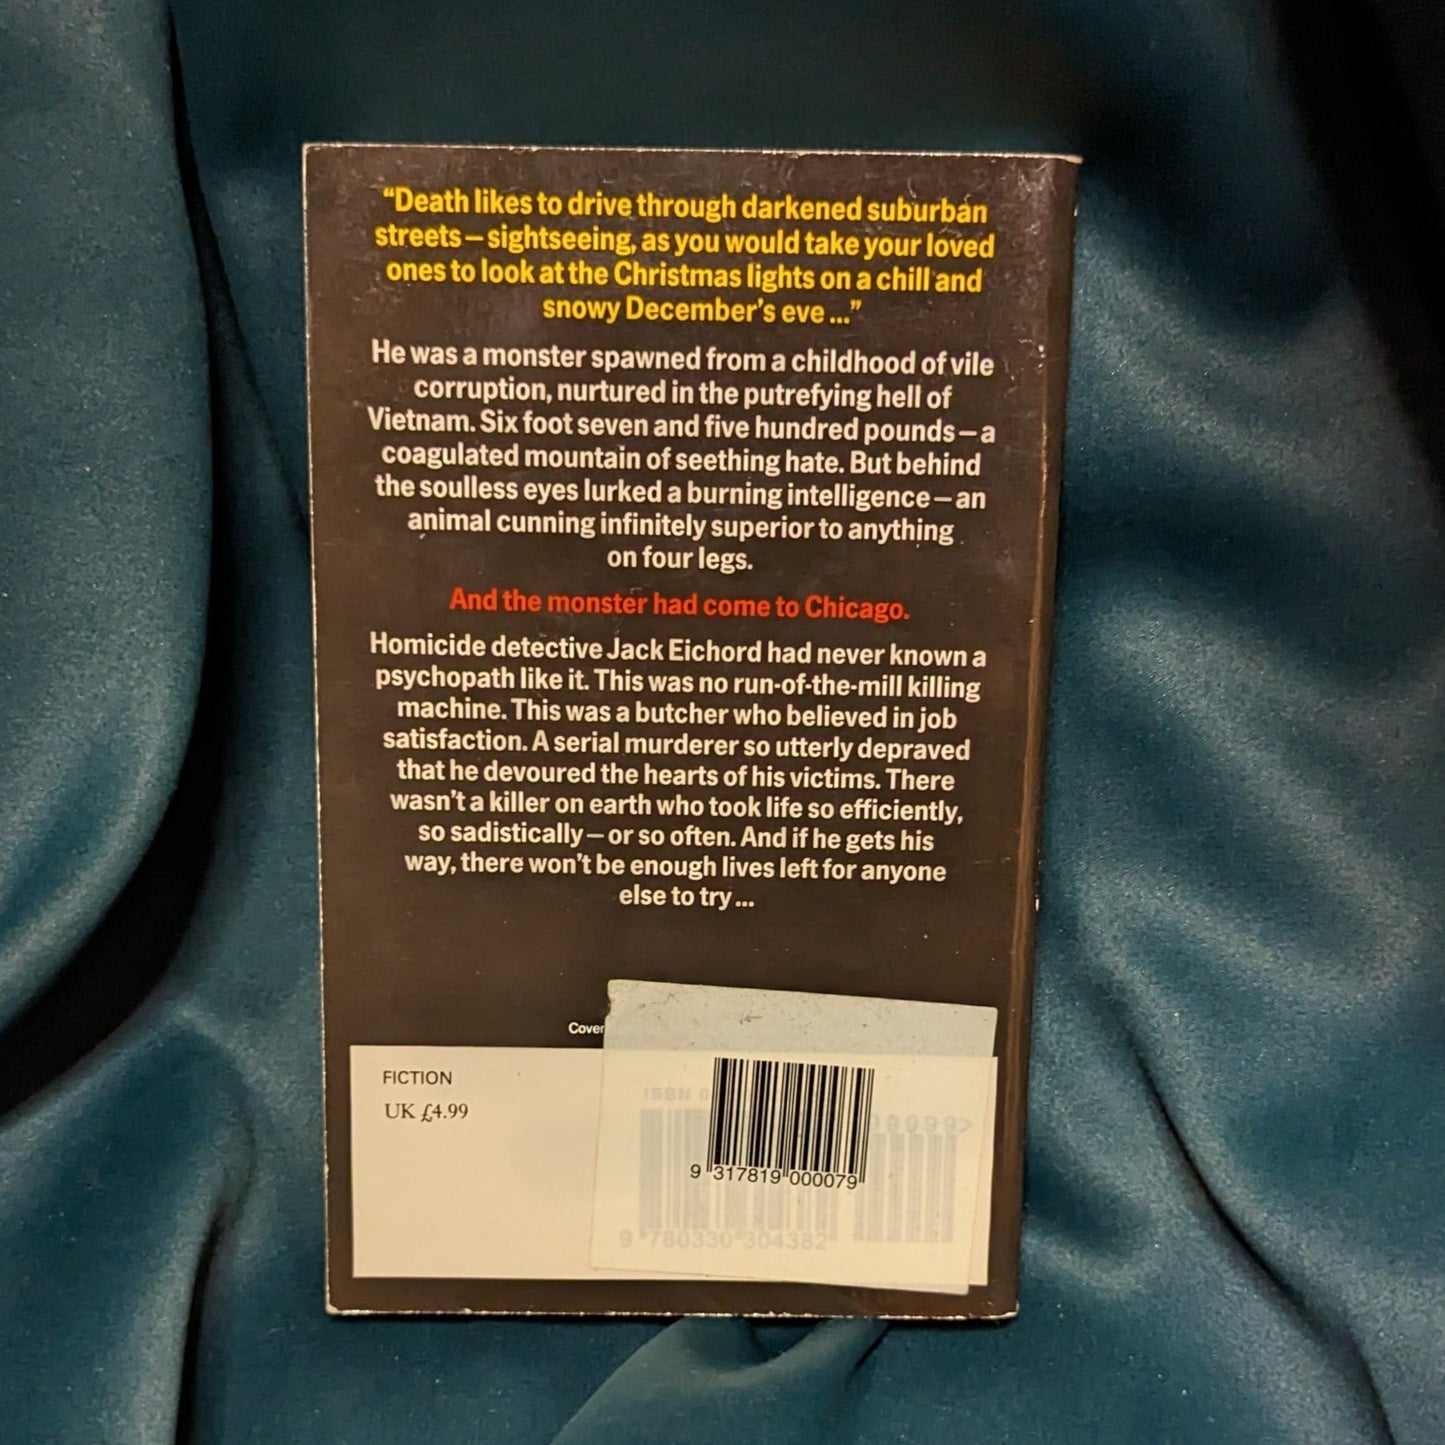 “Death likes to drive through darkened suburban
streets – sightseeing, as you would take your loved
ones to look at the Christmas lights on a chill and
snowy December’s eve ...”
He was a monster spawned from a childhood of vile
corruption, nurtured in the putrefying hell of
Vietnam. Six foot seven and five hundred pounds – a
coagulated mountain of seething hate. But behind
the soulless eyes lurked a burning intelligence – an
animal cunning infinitely superior to anything
on four legs.
And the monster had come to Chicago.
Homicide detective Jack Eichord had never known a
psychopath like it. This was no run-of-the-mill killing
machine. This was a butcher who believed in job
satisfaction. A serial murderer so utterly depraved
that he devoured the hearts of his victims. There
wasn’t a killer on earth who took life so efficiently,
so sadistically – or so often. And if he gets his
way, there won’t be enough lives left for anyone
else to try ...
Cover
FICTION
UK £4.99
ISBN 0
9 317819 000079
9 780330 304382